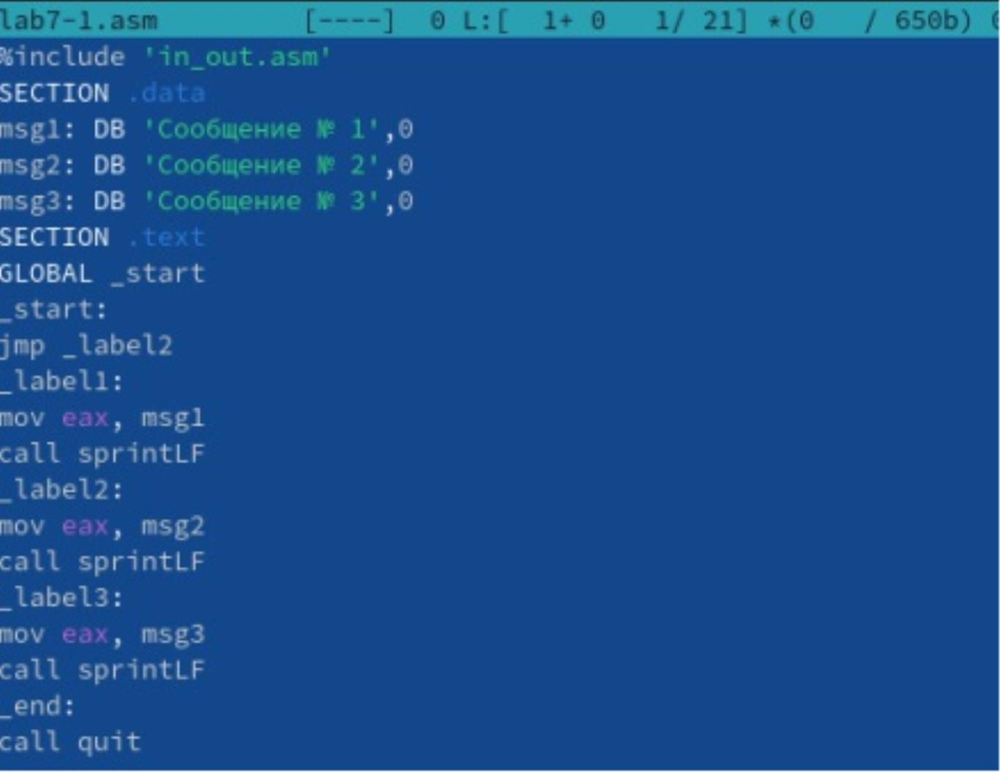 lab7-1.asm [----] 0 L:[ 1+ 0 1/ 21] *(0 / 650b)
%include 'in_out.asm'
SECTION .data
msg1: DB 'Сообщение № 1',0
msg2: DB 'Сообщение № 2',0
msg3: DB 'Сообщение № 3',0
SECTION .text
GLOBAL _start
_start:
jmp _label2
_label1:
mov eax, msg1
call sprintLF
_label2:
mov eax, msg2
call sprintLF
_label3:
mov eax, msg3
call sprintLF
_end:
call quit